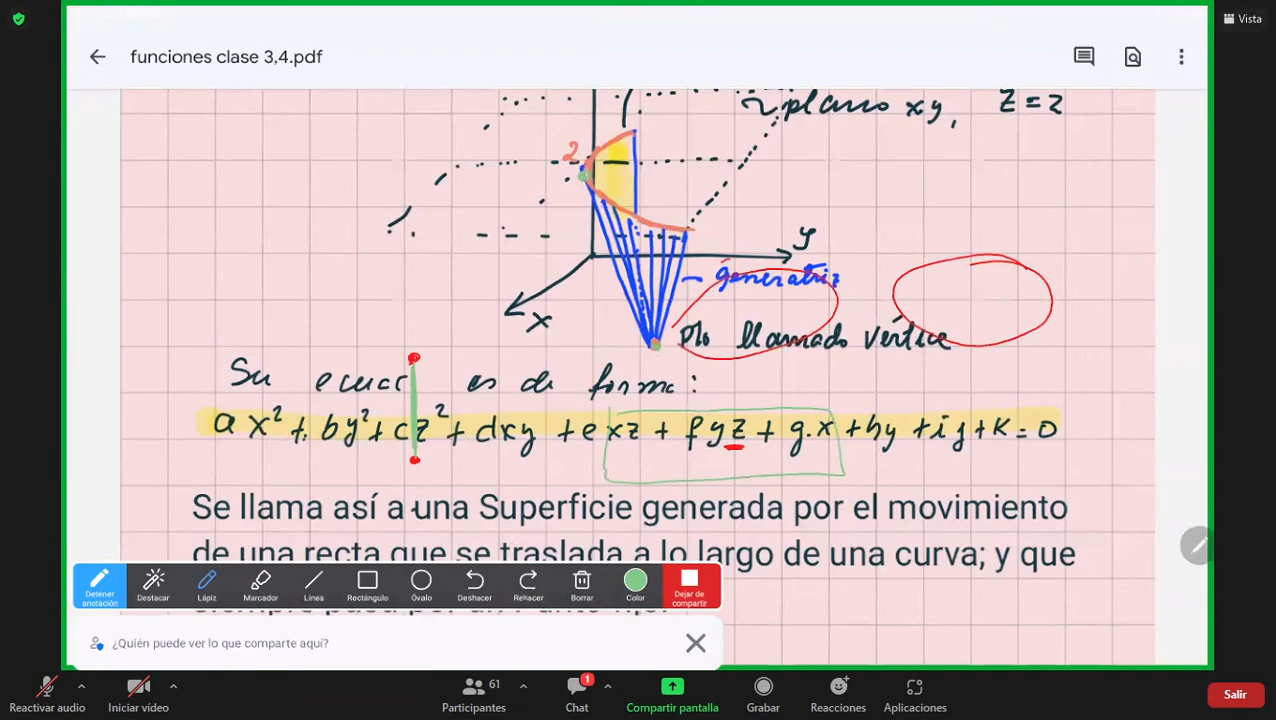 Vista
funciones clase 3,4.pdf
plano xy, z = 2
2
y
generatriz
x
pto llamado vértice
Su ecuac es de forma:
ax² + by² + cz² + dxy + exz + fyz + g.x + hy + iz + k = 0
Se llama así a una Superficie generada por el movimiento
de una recta que se traslada a lo largo de una curva; y que
Detener anotación
Destacar
Lápiz
Marcador
Línea
Rectángulo
Óvalo
Deshacer
Rehacer
Borrar
Color
Dejar de compartir
¿Quién puede ver lo que comparte aquí?
Reactivar audio
Iniciar vídeo
61
Participantes
1
Chat
Compartir pantalla
Grabar
Reacciones
Aplicaciones
Salir